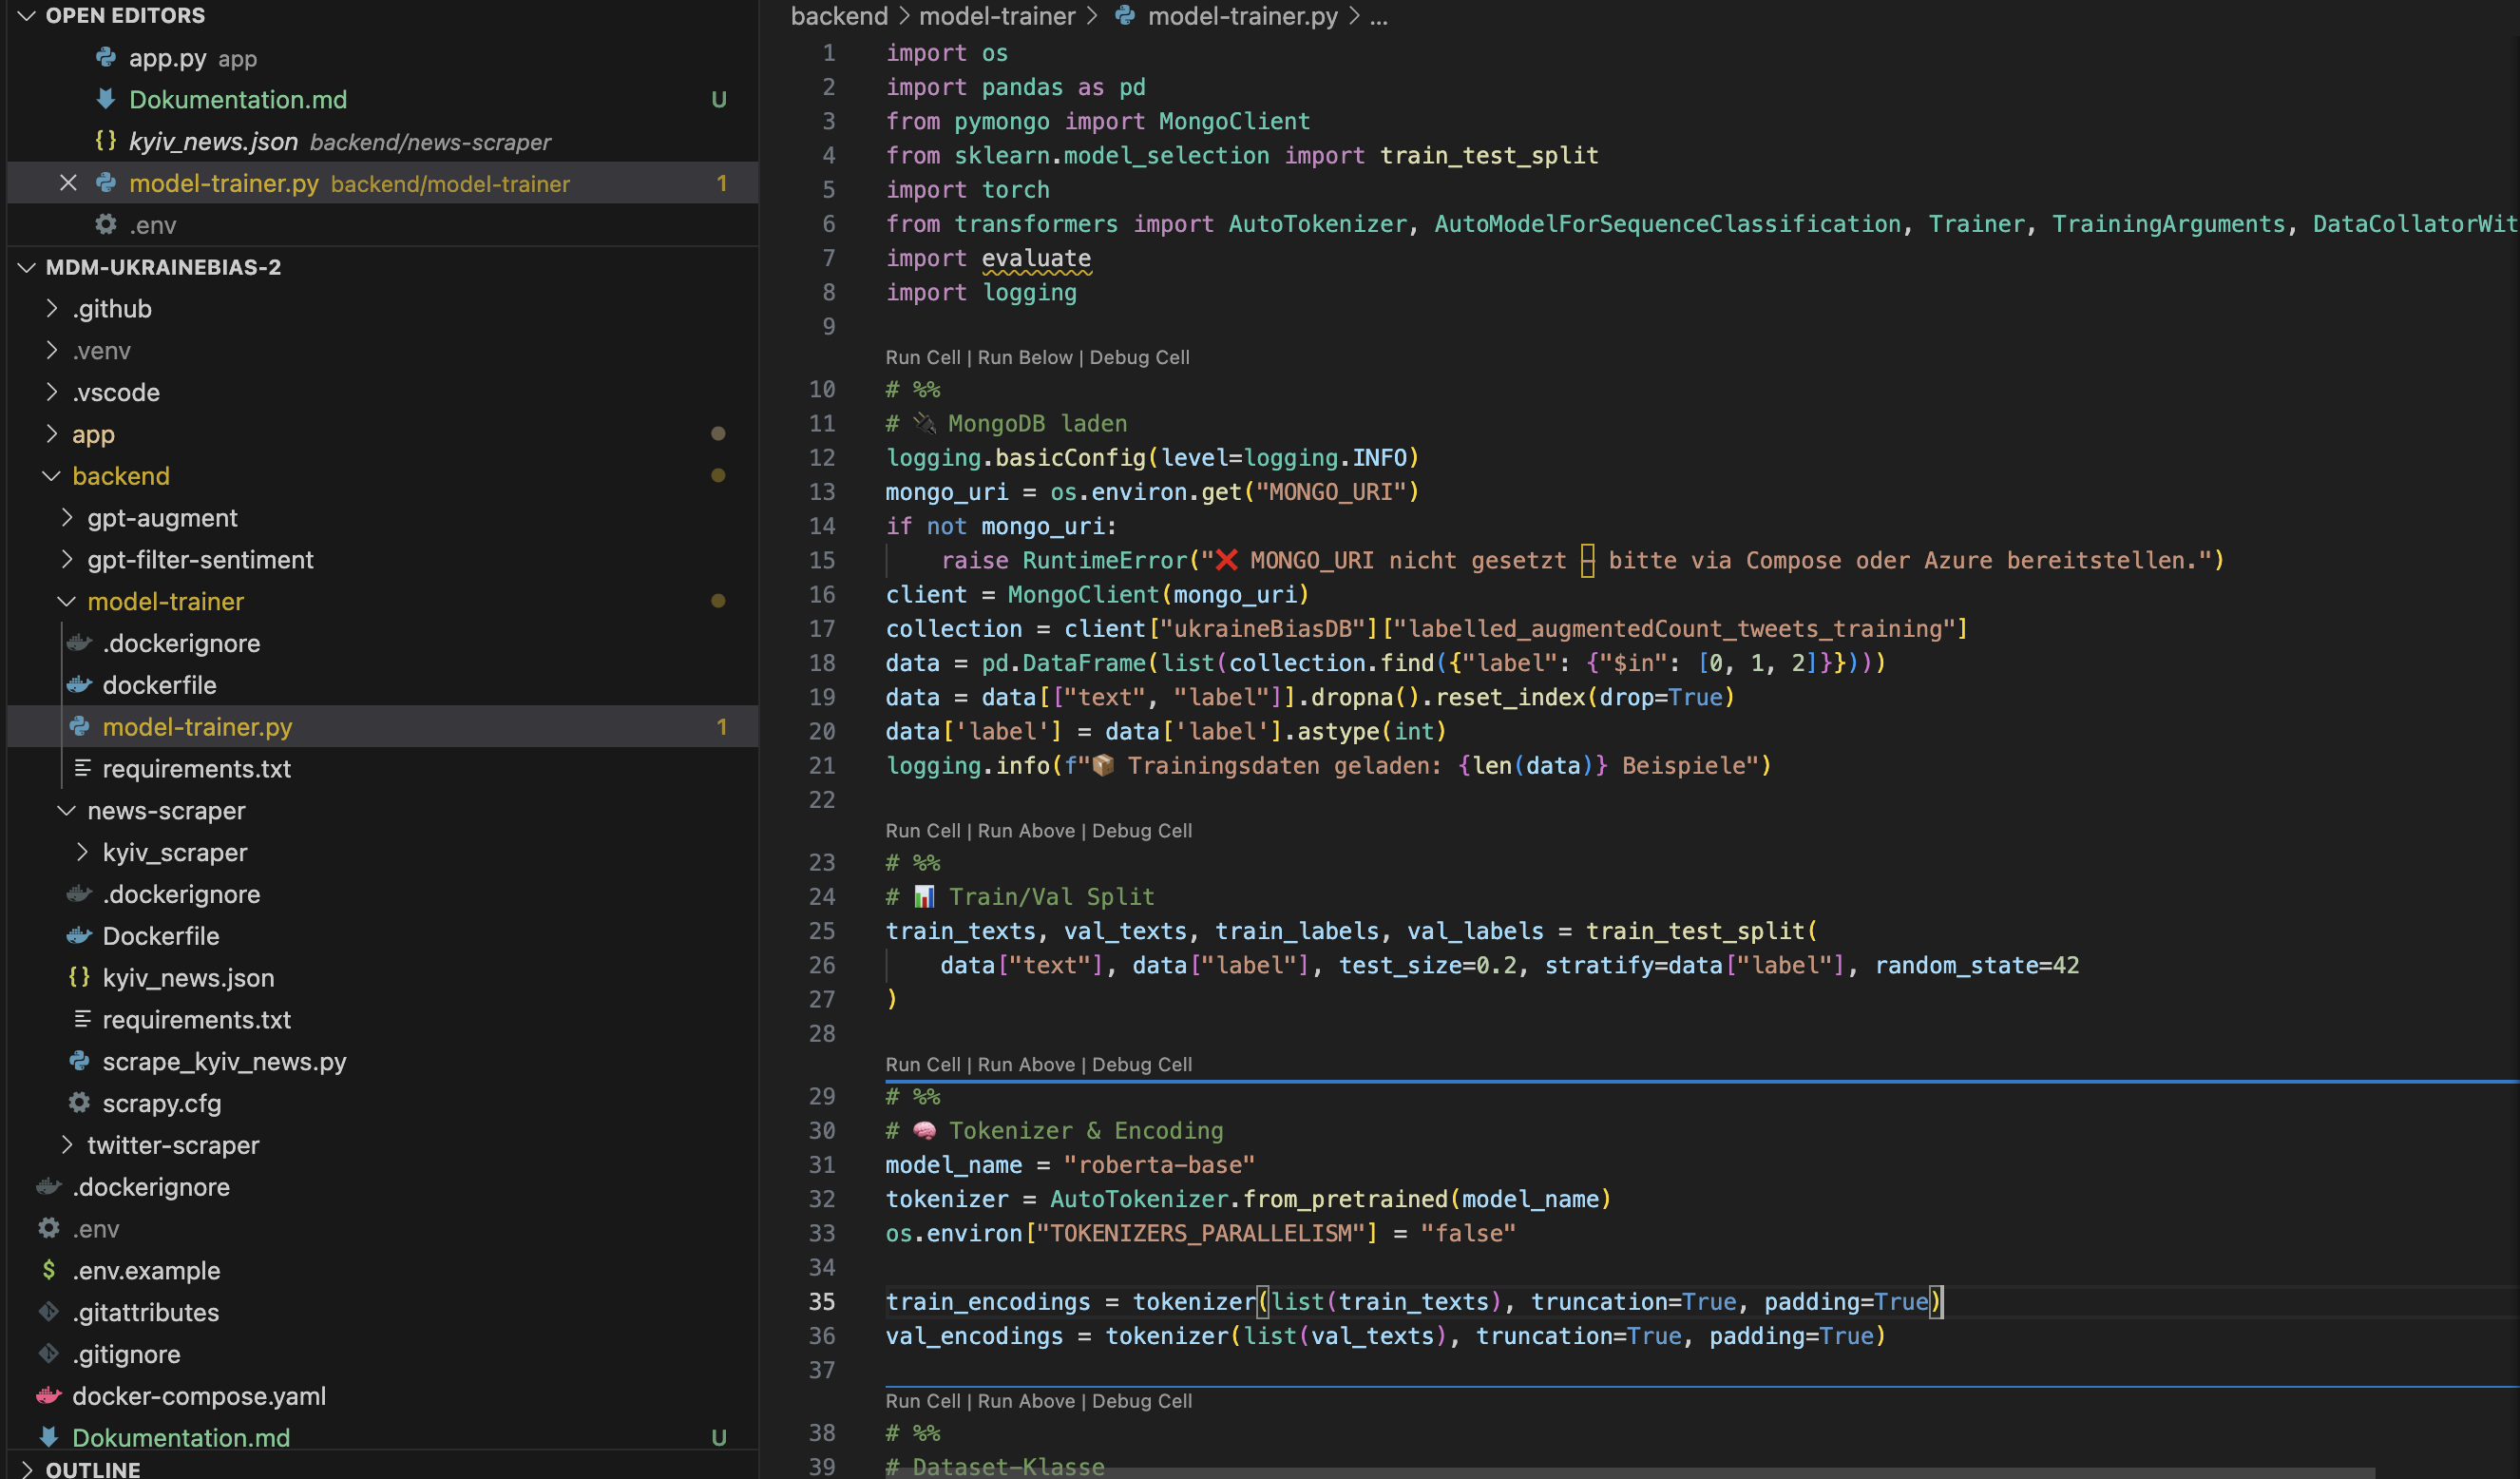 OPEN EDITORS
app.py app
Dokumentation.md U
kyiv_news.json backend/news-scraper
model-trainer.py backend/model-trainer 1
.env
MDM-UKRAINEBIAS-2
.github
.venv
.vscode
app
backend
gpt-augment
gpt-filter-sentiment
model-trainer
.dockerignore
dockerfile
model-trainer.py 1
requirements.txt
news-scraper
kyiv_scraper
.dockerignore
Dockerfile
kyiv_news.json
requirements.txt
scrape_kyiv_news.py
scrapy.cfg
twitter-scraper
.dockerignore
.env
.env.example
.gitattributes
.gitignore
docker-compose.yaml
Dokumentation.md U
OUTLINE
backend > model-trainer > model-trainer.py > ...
1 import os
2 import pandas as pd
3 from pymongo import MongoClient
4 from sklearn.model_selection import train_test_split
5 import torch
6 from transformers import AutoTokenizer, AutoModelForSequenceClassification, Trainer, TrainingArguments, DataCollatorWit
7 import evaluate
8 import logging
9
Run Cell | Run Below | Debug Cell
10 # %%
11 # 🔌 MongoDB laden
12 logging.basicConfig(level=logging.INFO)
13 mongo_uri = os.environ.get("MONGO_URI")
14 if not mongo_uri:
15     raise RuntimeError("❌ MONGO_URI nicht gesetzt – bitte via Compose oder Azure bereitstellen.")
16 client = MongoClient(mongo_uri)
17 collection = client["ukraineBiasDB"]["labelled_augmentedCount_tweets_training"]
18 data = pd.DataFrame(list(collection.find({"label": {"$in": [0, 1, 2]}})))
19 data = data[["text", "label"]].dropna().reset_index(drop=True)
20 data['label'] = data['label'].astype(int)
21 logging.info(f"📦 Trainingsdaten geladen: {len(data)} Beispiele")
22
Run Cell | Run Above | Debug Cell
23 # %%
24 # 📊 Train/Val Split
25 train_texts, val_texts, train_labels, val_labels = train_test_split(
26     data["text"], data["label"], test_size=0.2, stratify=data["label"], random_state=42
27 )
28
Run Cell | Run Above | Debug Cell
29 # %%
30 # 🧠 Tokenizer & Encoding
31 model_name = "roberta-base"
32 tokenizer = AutoTokenizer.from_pretrained(model_name)
33 os.environ["TOKENIZERS_PARALLELISM"] = "false"
34
35 train_encodings = tokenizer(list(train_texts), truncation=True, padding=True)
36 val_encodings = tokenizer(list(val_texts), truncation=True, padding=True)
37
Run Cell | Run Above | Debug Cell
38 # %%
39 # Dataset-Klasse